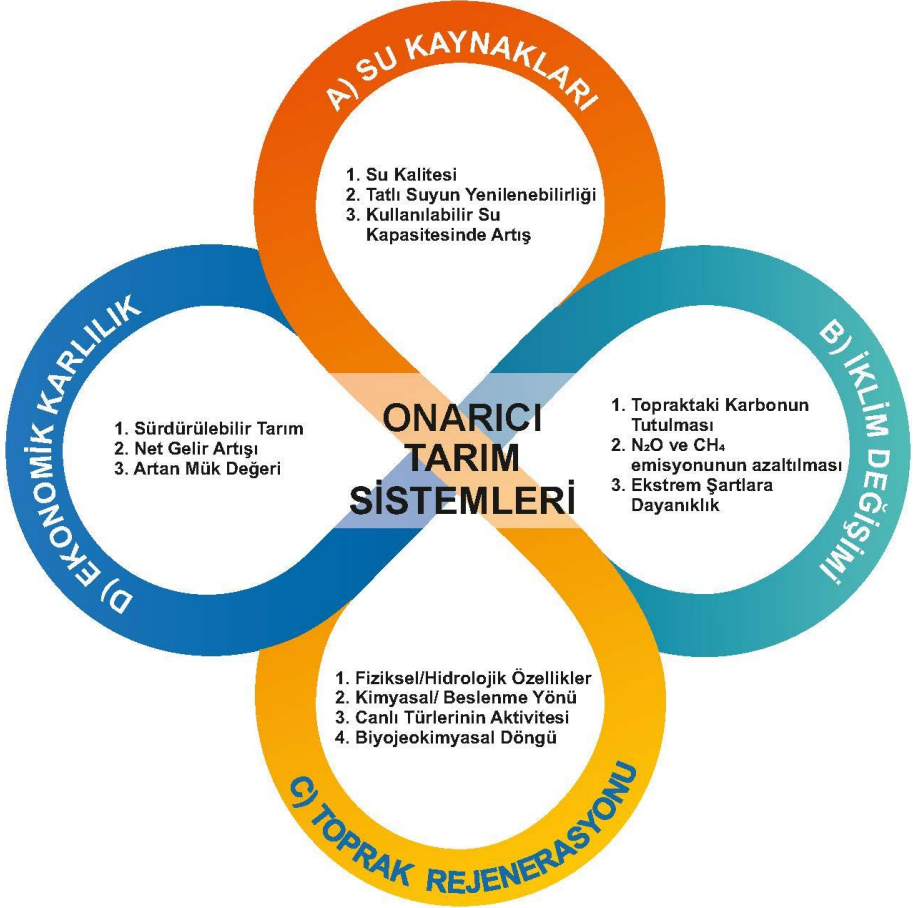 A) SU KAYNAKLARI
1. Su Kalitesi
2. Tatlı Suyun Yenilenebilirliği
3. Kullanılabilir Su
Kapasitesinde Artış
B) İKLİM DEĞİŞİMİ
1. Topraktaki Karbonun
Tutulması
2. N₂O ve CH₄
emisyonunun azaltılması
3. Ekstrem Şartlara
Dayanıklık
ONARICI
TARIM
SİSTEMLERİ
D) EKONOMİK KARLILIK
1. Sürdürülebilir Tarım
2. Net Gelir Artışı
3. Artan Mük Değeri
1. Fiziksel/Hidrolojik Özellikler
2. Kimyasal/ Beslenme Yönü
3. Canlı Türlerinin Aktivitesi
4. Biyojeokimyasal Döngü
C) TOPRAK REJENERASYONU